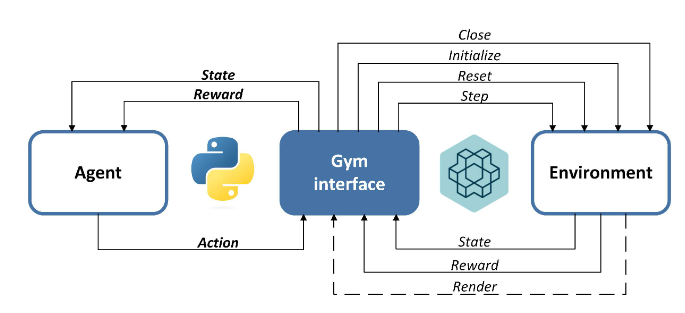 Close
Initialize
Reset
Step
State
Reward
Agent
Gym
interface
Environment
Action
State
Reward
Render